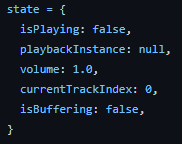 state = {
  isPlaying: false,
  playbackInstance: null,
  volume: 1.0,
  currentTrackIndex: 0,
  isBuffering: false,
}